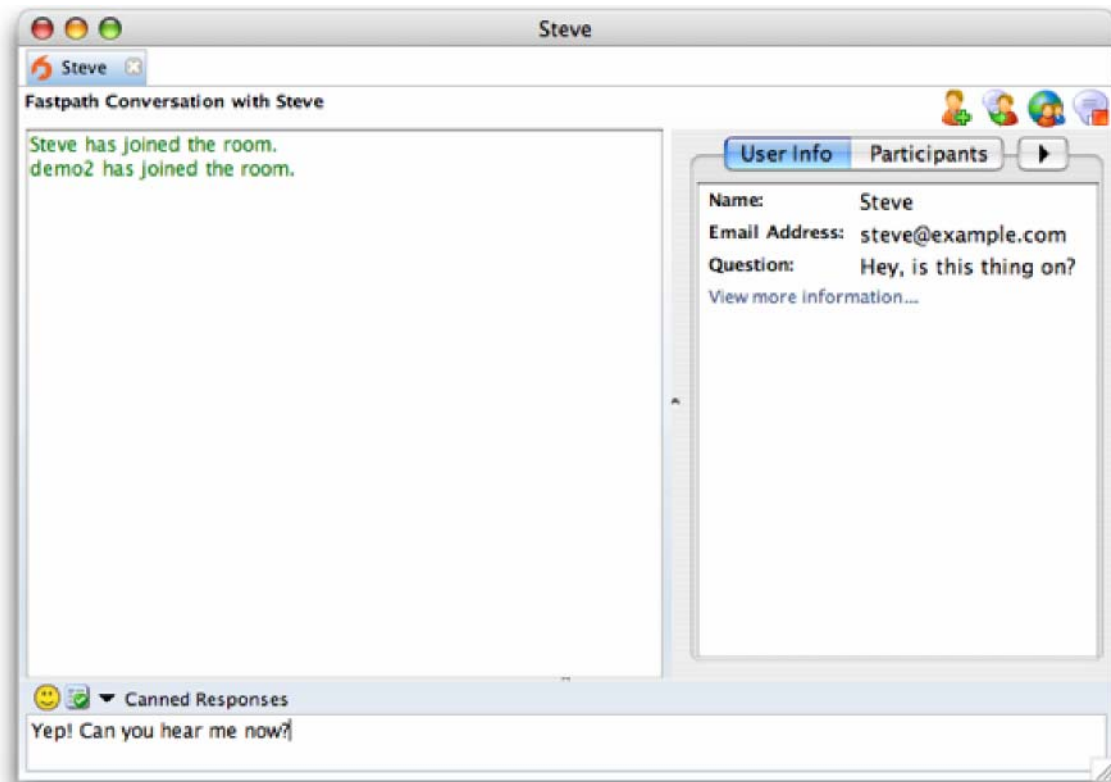 Steve
Steve
Fastpath Conversation with Steve
Steve has joined the room.
demo2 has joined the room.
User Info Participants
Name: Steve
Email Address: steve@example.com
Question: Hey, is this thing on?
View more information...
Canned Responses
Yep! Can you hear me now?